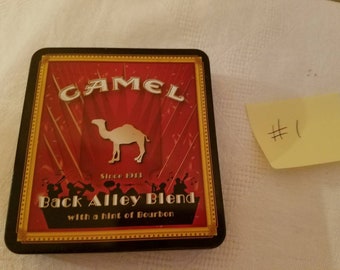 CAMEL
Since 1913
Back Alley Blend
with a hint of Bourbon
#1